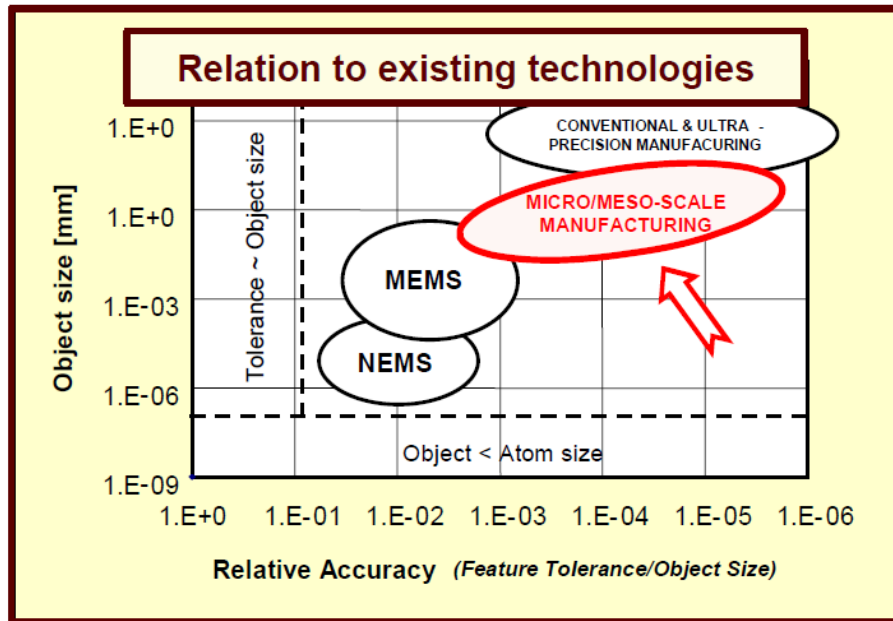 Relation to existing technologies
1.E+0
1.E+0
1.E-03
1.E-06
1.E-09
Object size [mm]
Tolerance ~ Object size
CONVENTIONAL & ULTRA -
PRECISION MANUFACURING
MICRO/MESO-SCALE
MANUFACTURING
MEMS
NEMS
Object < Atom size
1.E+0 1.E-01 1.E-02 1.E-03 1.E-04 1.E-05 1.E-06
Relative Accuracy (Feature Tolerance/Object Size)